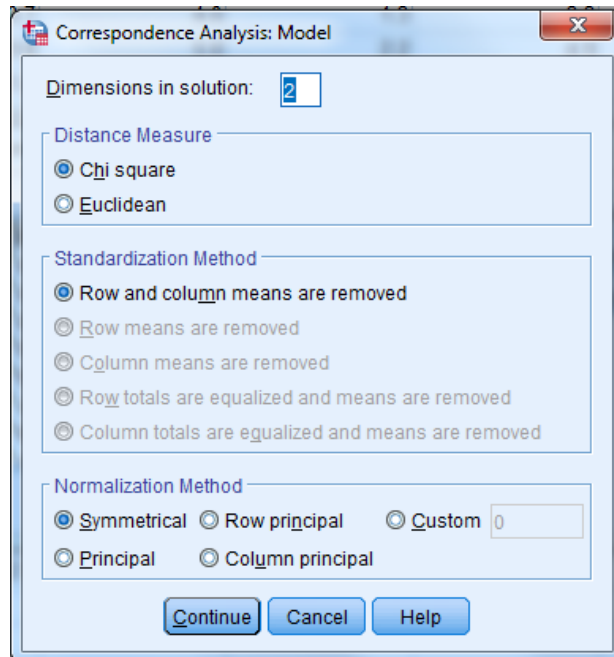 Correspondence Analysis: Model
Dimensions in solution: 2
Distance Measure
Chi square
Euclidean
Standardization Method
Row and column means are removed
Row means are removed
Column means are removed
Row totals are equalized and means are removed
Column totals are equalized and means are removed
Normalization Method
Symmetrical Row principal Custom 0
Principal Column principal
Continue Cancel Help